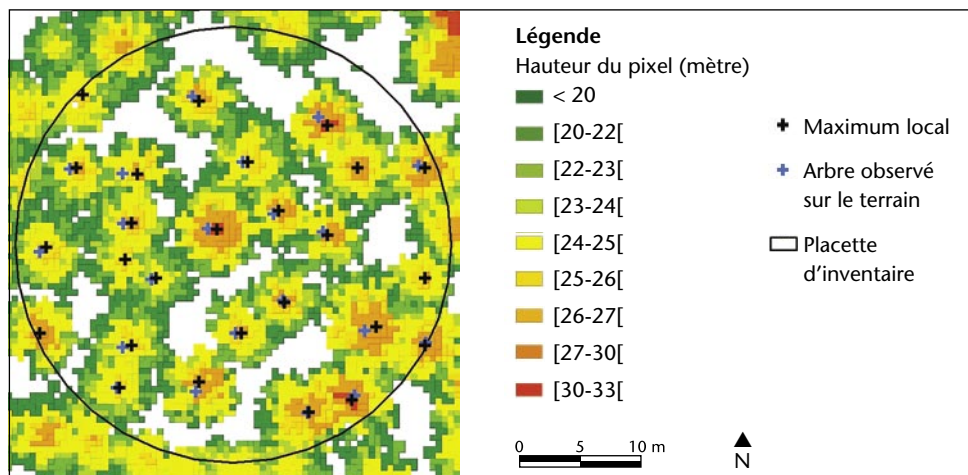 Légende
Hauteur du pixel (mètre)
< 20
[20-22[
[22-23[
[23-24[
[24-25[
[25-26[
[26-27[
[27-30[
[30-33[
Maximum local
Arbre observé
sur le terrain
Placette
d'inventaire
0 5 10 m
N